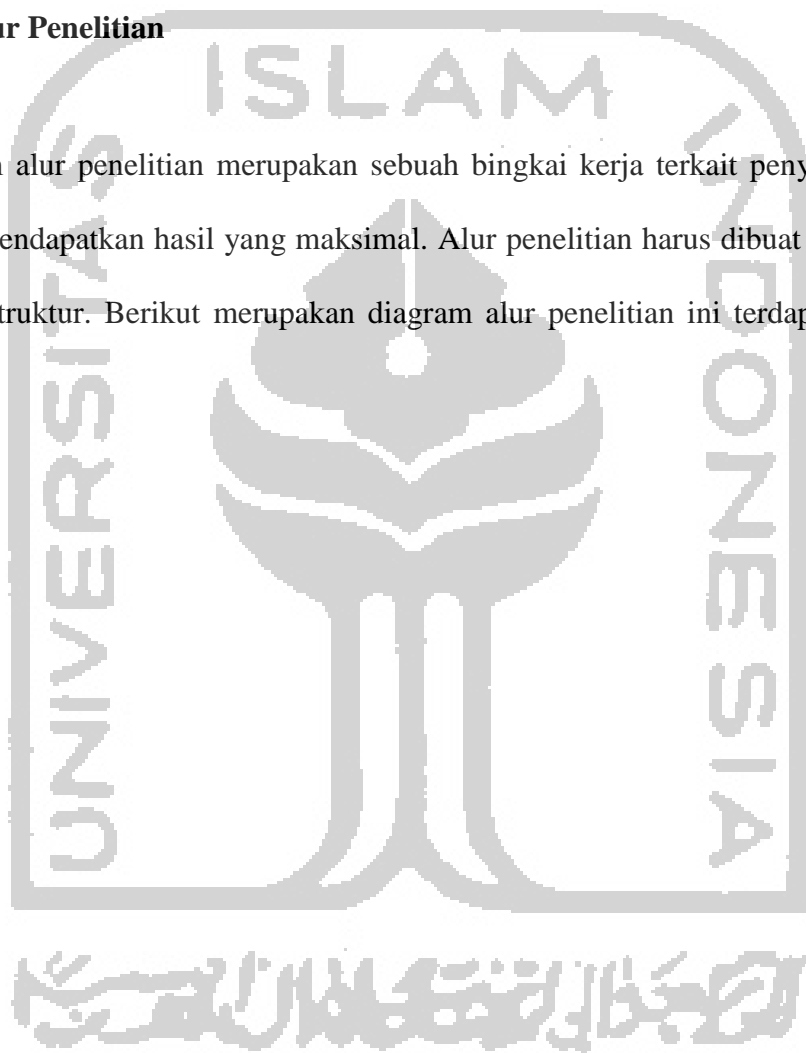 ur Penelitian
ISLAM
UNIVERSITAS
INDONESIA
alur penelitian merupakan sebuah bingkai kerja terkait peny
endapatkan hasil yang maksimal. Alur penelitian harus dibuat
truktur. Berikut merupakan diagram alur penelitian ini terdap